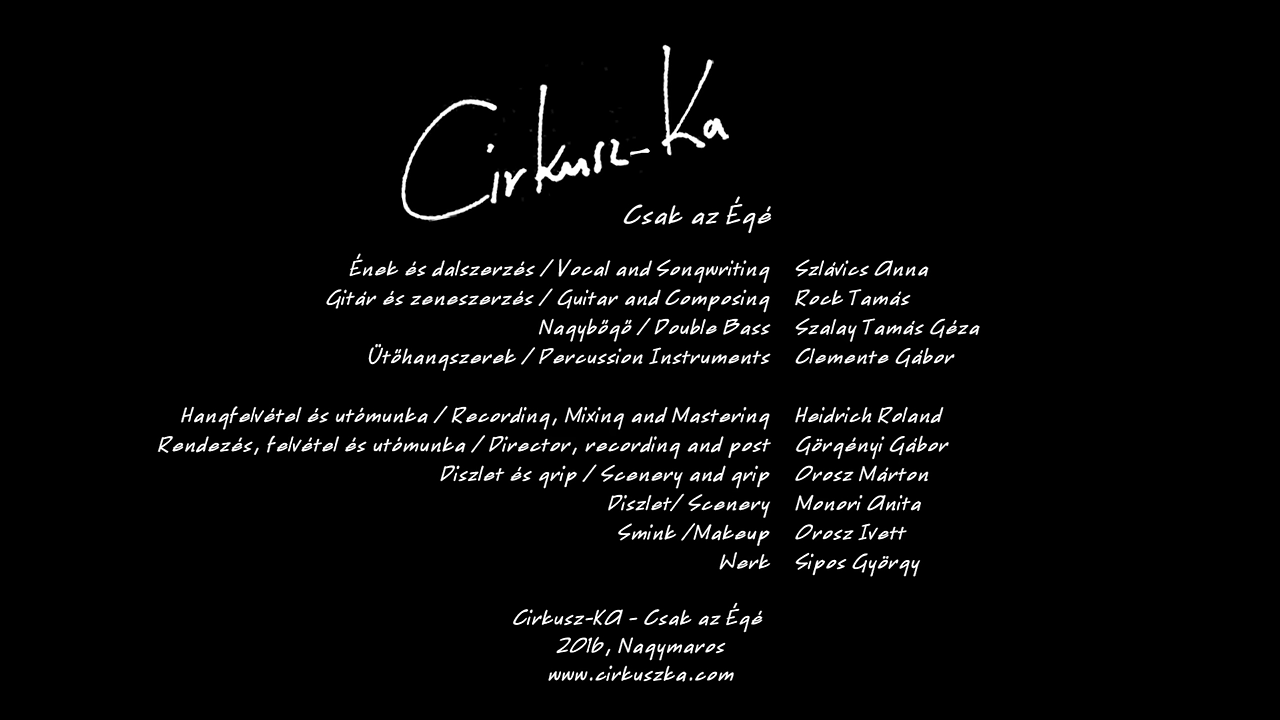 Cirkusz-Ka
Csak az Égé
Ének és dalszerzés / Vocal and Songwriting Szlávics Anna
Gitár és zeneszerzés / Guitar and Composing Rock Tamás
Nagybőgő / Double Bass Szalay Tamás Géza
Ütőhangszerek / Percussion Instruments Clemente Gábor
Hangfelvétel és utómunka / Recording, Mixing and Mastering Heidrich Roland
Rendezés, felvétel és utómunka / Director, recording and post Görgényi Gábor
Diszlet és grip / Scenery and grip Orosz Márton
Diszlet/ Scenery Monori Anita
Smink /Makeup Orosz Ivett
Werk Sipos György
Cirkusz-KA - Csak az Égé
2016, Nagymaros
www.cirkuszka.com